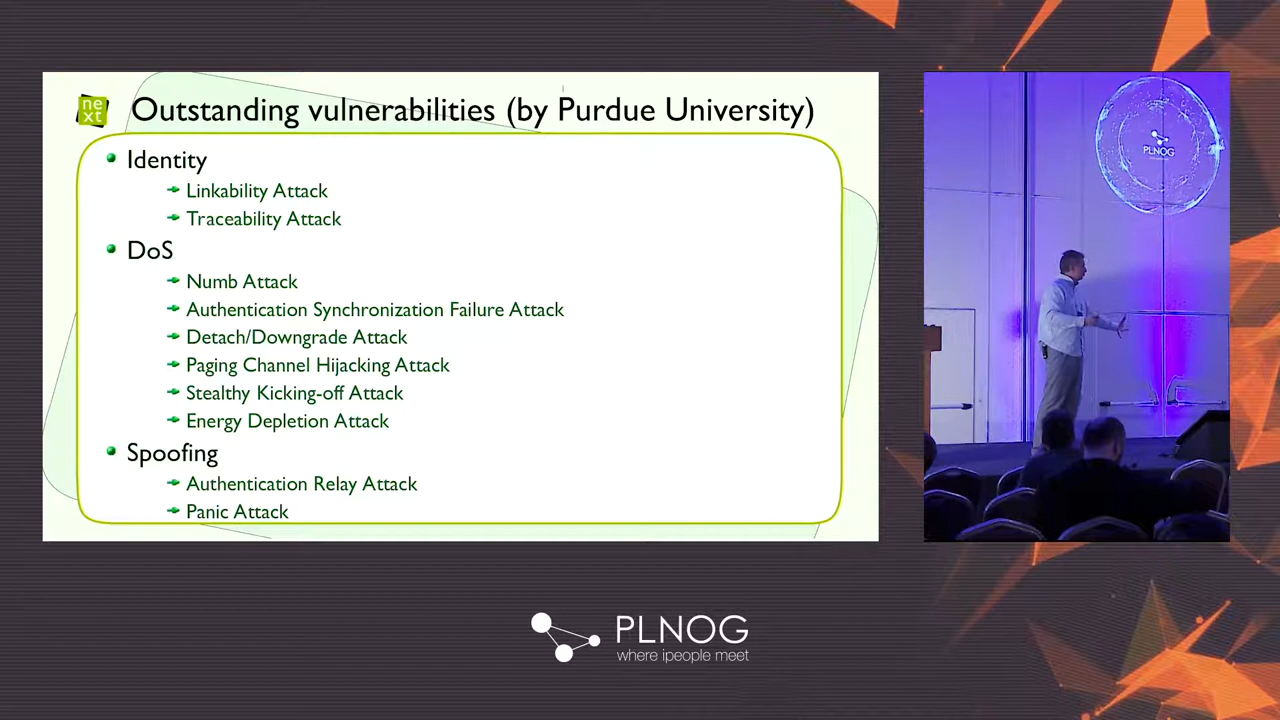 ne
xt
Outstanding vulnerabilities (by Purdue University)
Identity
Linkability Attack
Traceability Attack
DoS
Numb Attack
Authentication Synchronization Failure Attack
Detach/Downgrade Attack
Paging Channel Hijacking Attack
Stealthy Kicking-off Attack
Energy Depletion Attack
Spoofing
Authentication Relay Attack
Panic Attack
PLNOG
PLNOG
where ipeople meet